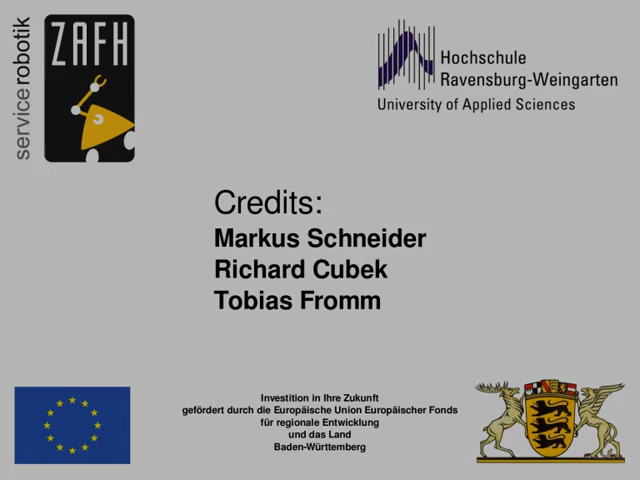 servicerobotik
ZAFH
Hochschule
Ravensburg-Weingarten
University of Applied Sciences
Credits:
Markus Schneider
Richard Cubek
Tobias Fromm
Investition in Ihre Zukunft
gefördert durch die Europäische Union Europäischer Fonds
für regionale Entwicklung
und das Land
Baden-Württemberg